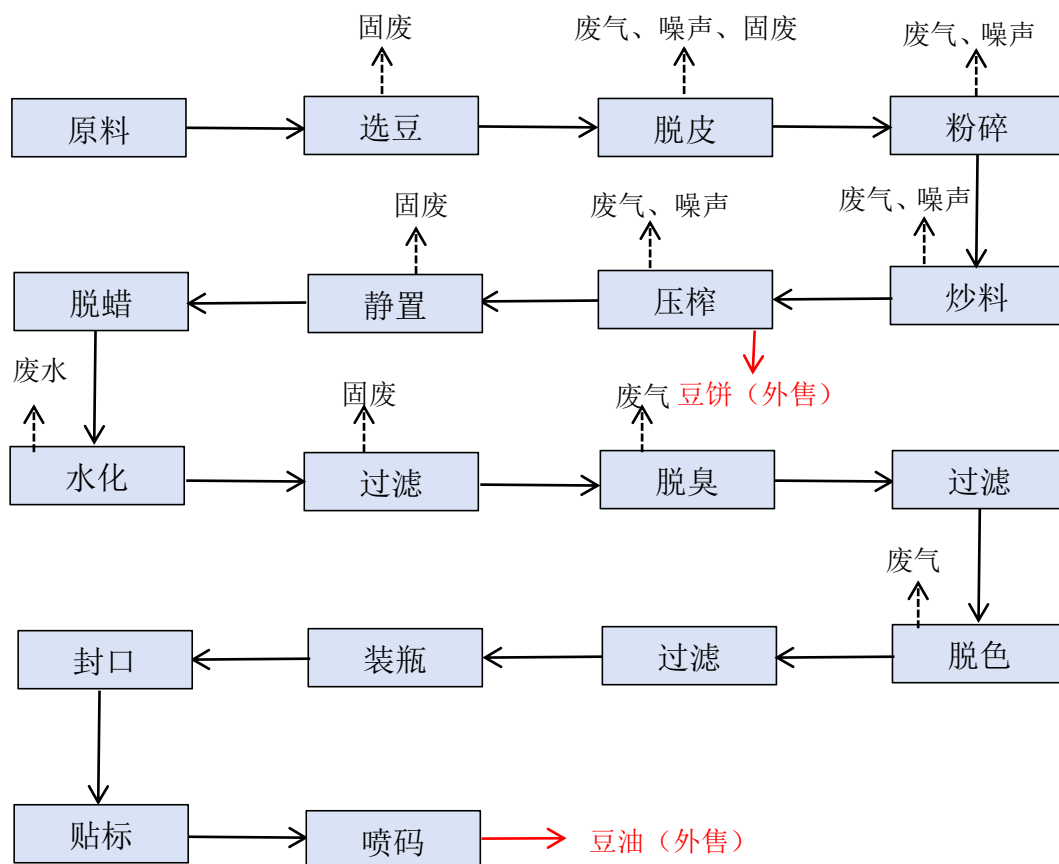 固废
废气、噪声、固废
废气、噪声
原料
选豆
脱皮
粉碎
固废
废气、噪声
废气、噪声
脱蜡
静置
压榨
炒料
废水
固废
废气
豆饼（外售）
水化
过滤
脱臭
过滤
废气
封口
装瓶
过滤
脱色
贴标
喷码
豆油（外售）